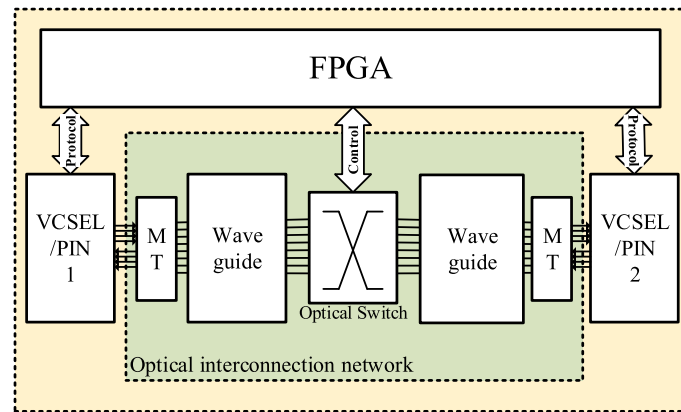 FPGA
Protocol
Control
Protocol
VCSEL
/PIN
1
M
T
Wave
guide
Optical Switch
Wave
guide
M
T
VCSEL
/PIN
2
Optical interconnection network